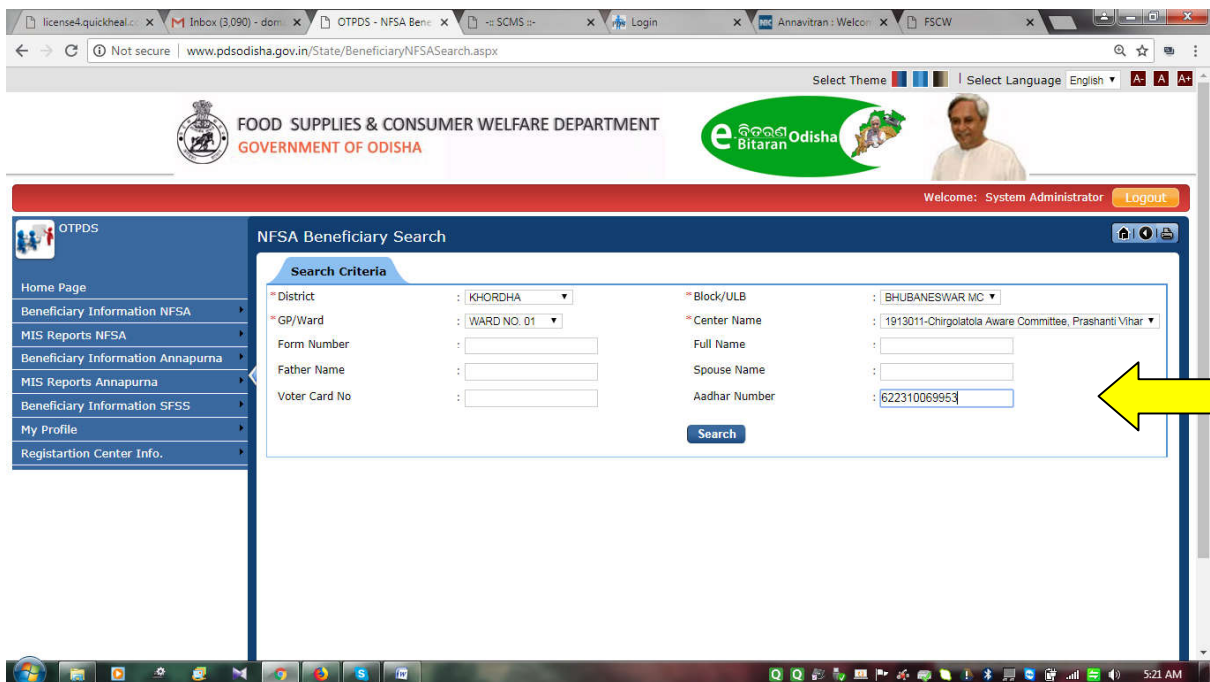 license4.quickheal.c
Inbox (3,090) - dom
OTPDS - NFSA Bene
-:: SCMS ::-
Login
Annavitran : Welcom
FSCW
Not secure | www.pdsodisha.gov.in/State/BeneficiaryNFSASearch.aspx
Select Theme | Select Language English A- A A+
FOOD SUPPLIES & CONSUMER WELFARE DEPARTMENT
GOVERNMENT OF ODISHA
e-ବିତରଣ Odisha
Bitaran
Welcome: System Administrator Logout
OTPDS
NFSA Beneficiary Search
Search Criteria
Home Page
Beneficiary Information NFSA
MIS Reports NFSA
Beneficiary Information Annapurna
MIS Reports Annapurna
Beneficiary Information SFSS
My Profile
Registartion Center Info.
*District : KHORDHA *Block/ULB : BHUBANESWAR MC
*GP/Ward : WARD NO. 01 *Center Name : 1913011-Chirgolatola Aware Committee, Prashanti Vihar
Form Number : Full Name :
Father Name : Spouse Name :
Voter Card No : Aadhar Number : 622310069953
Search
5:21 AM